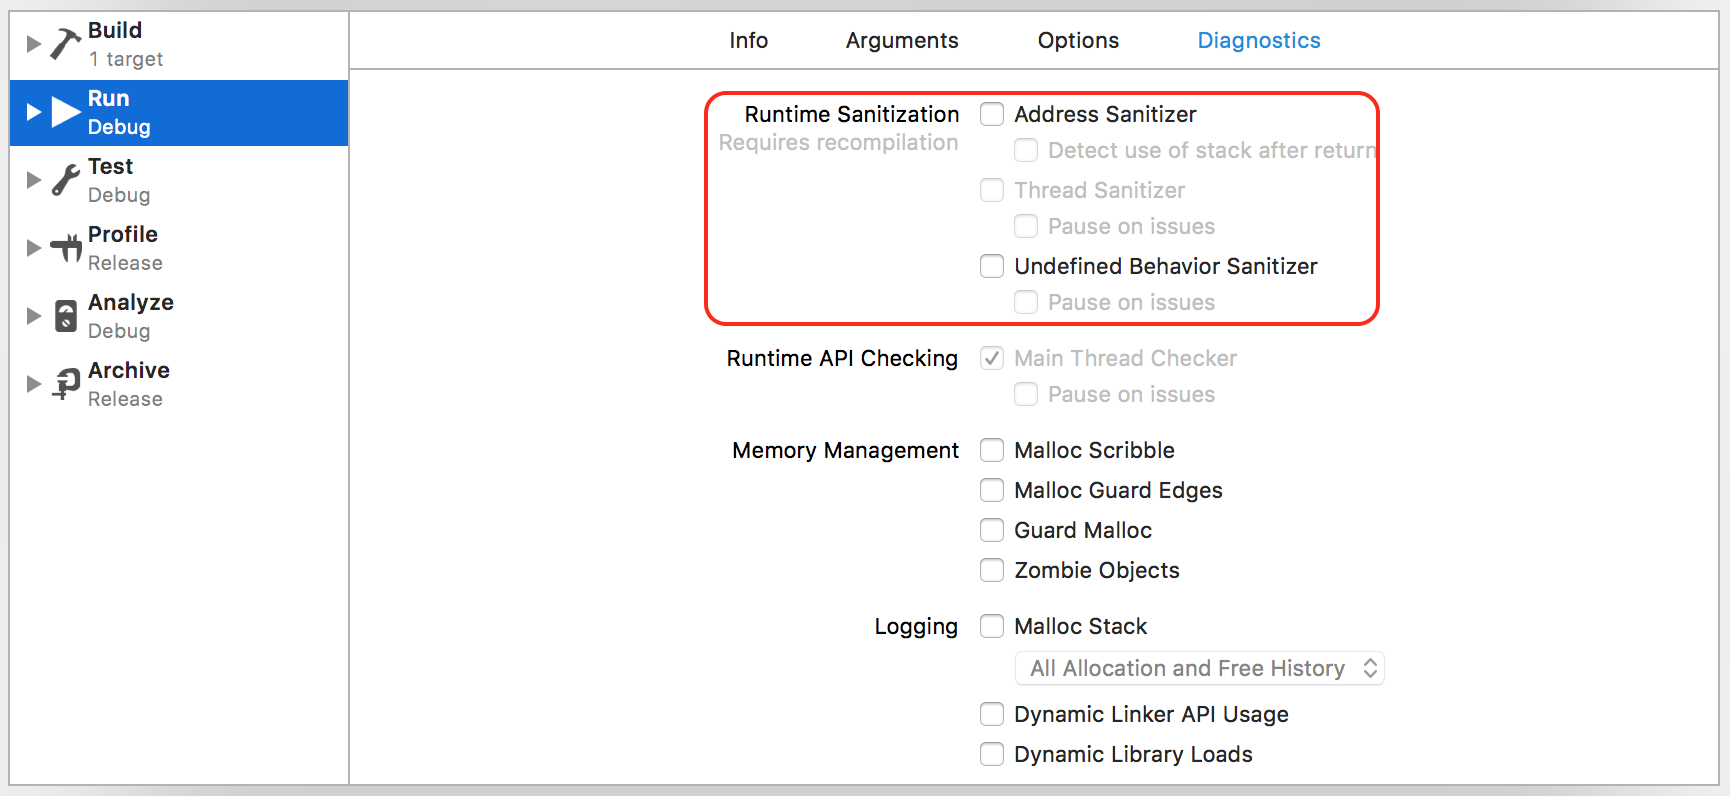 Build
1 target
Run
Debug
Test
Debug
Profile
Release
Analyze
Debug
Archive
Release
Info Arguments Options Diagnostics
Runtime Sanitization Address Sanitizer
Requires recompilation Detect use of stack after return
Thread Sanitizer
Pause on issues
Undefined Behavior Sanitizer
Pause on issues
Runtime API Checking Main Thread Checker
Pause on issues
Memory Management Malloc Scribble
Malloc Guard Edges
Guard Malloc
Zombie Objects
Logging Malloc Stack
All Allocation and Free History
Dynamic Linker API Usage
Dynamic Library Loads